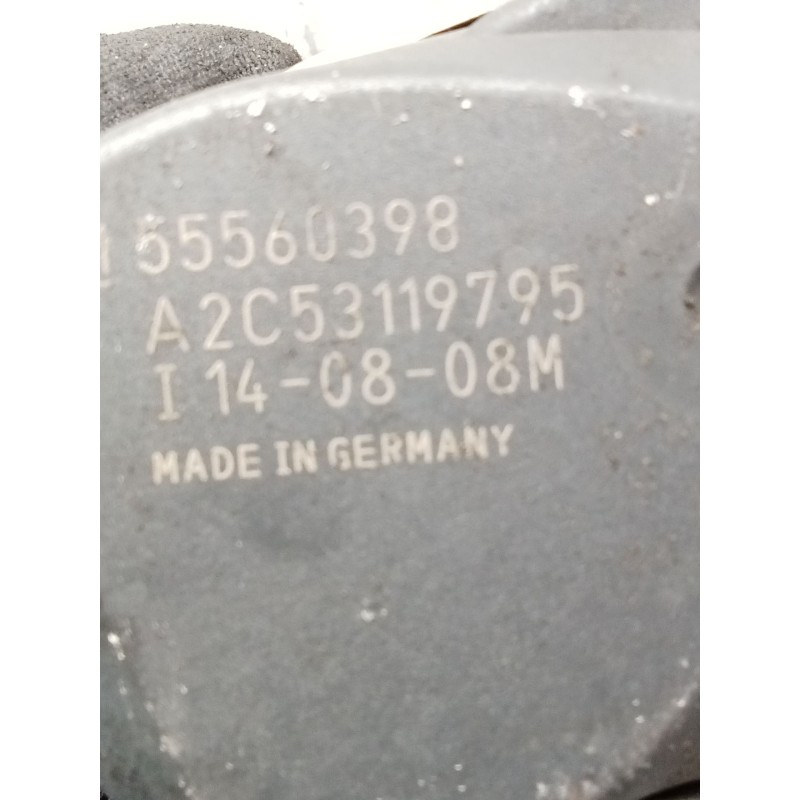 55560398
A2C53119795
I 14-08-08M
MADE IN GERMANY